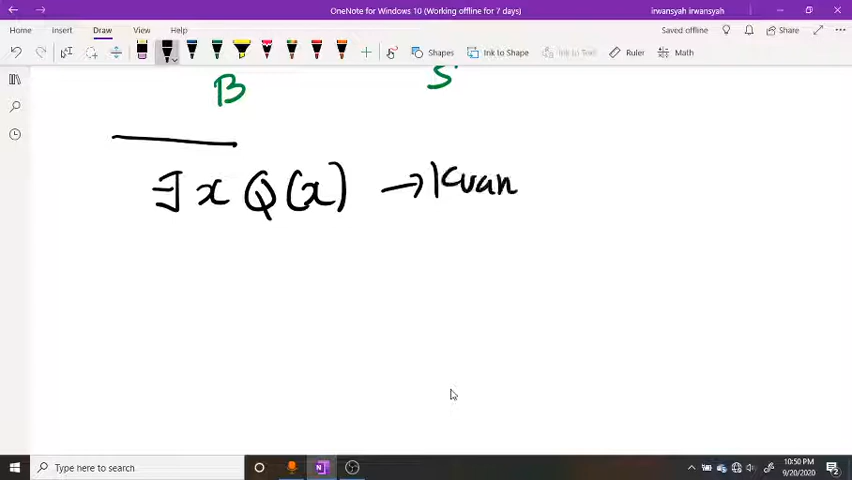 OneNote for Windows 10 (Working offline for 7 days)
irwansyah irwansyah
Home Insert Draw View Help
Saved offline
Share
Shapes
Ink to Shape
Ink to Text
Ruler
Math
B S
∃x Q(x) → Kuan
Type here to search
10:50 PM
9/20/2020
2